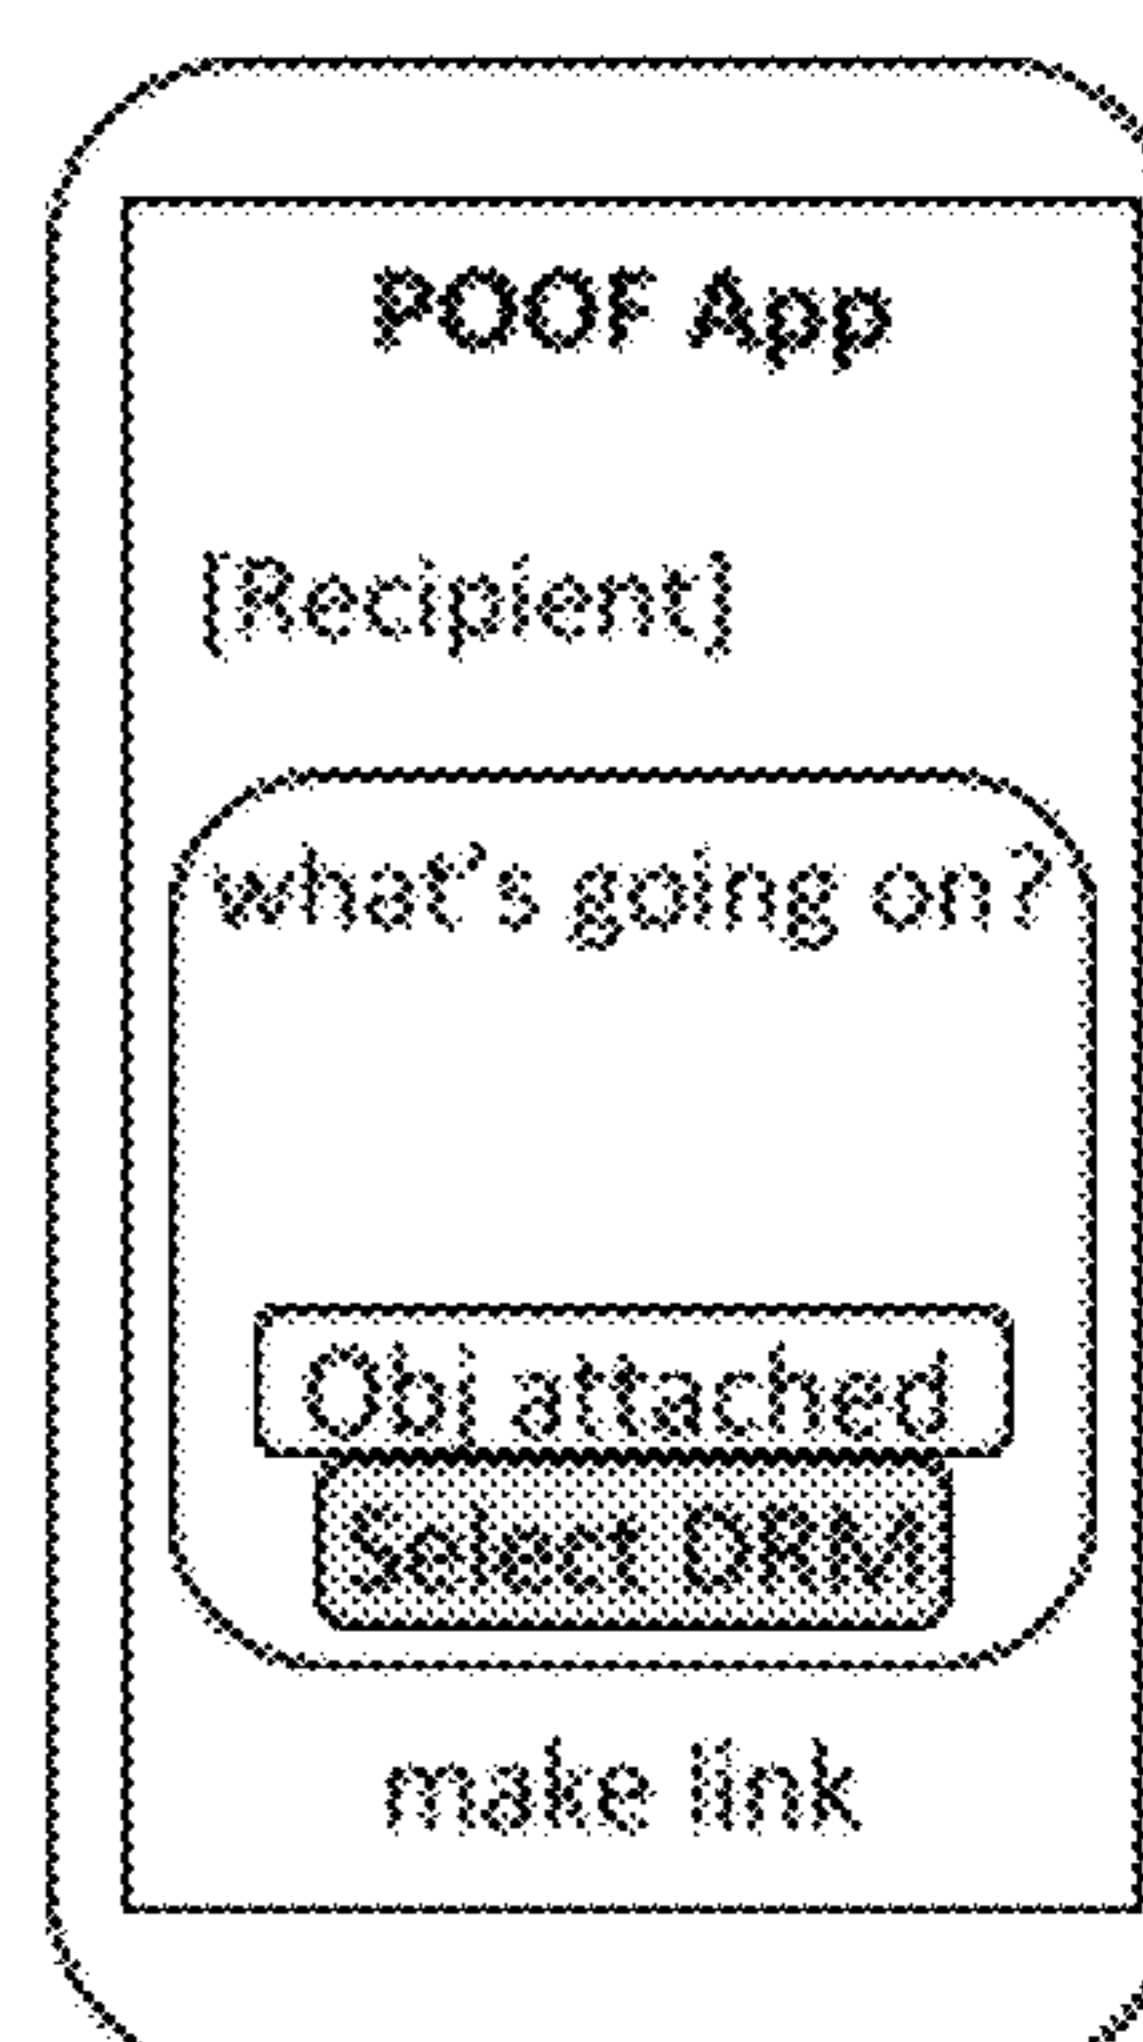 POOF App
[Recipient]
what's going on?
Obj attached
Select DRM
make link